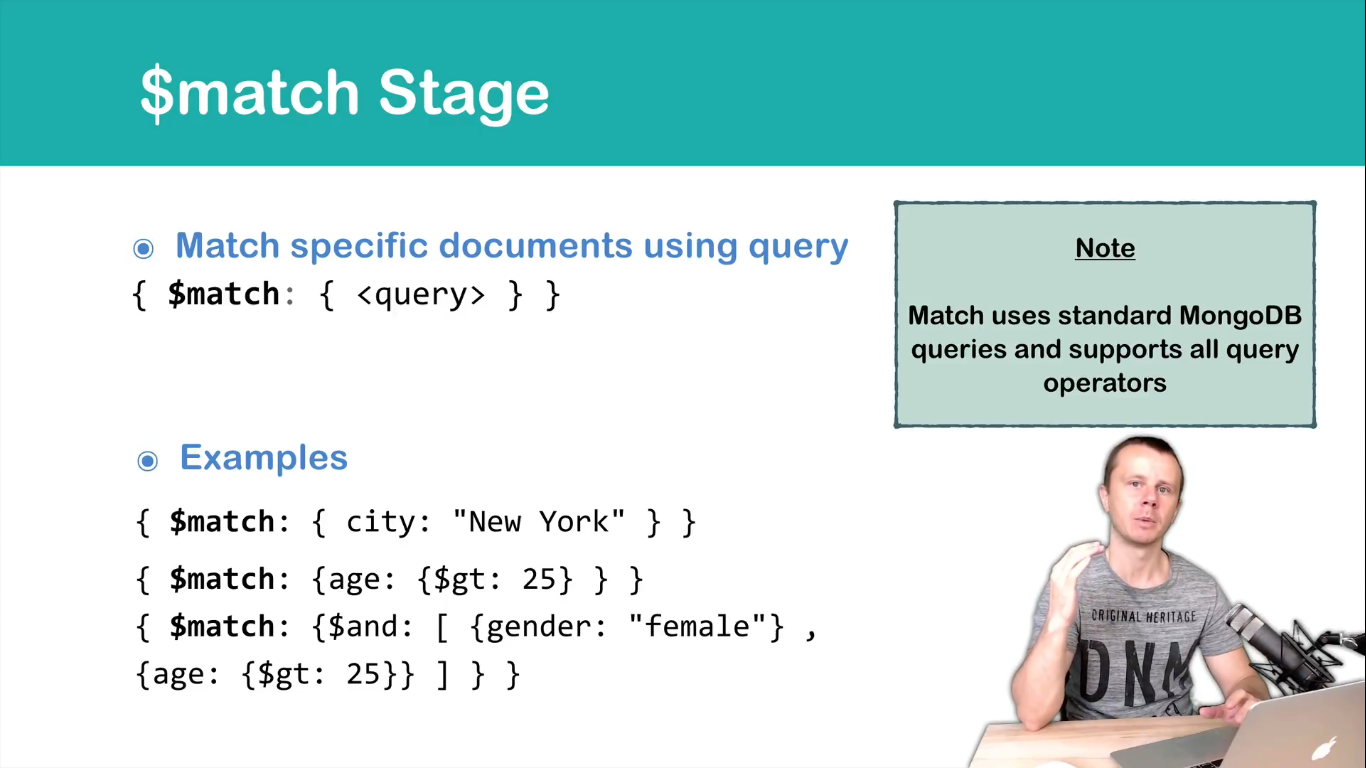 $match Stage
Match specific documents using query
{ $match: { <query> } }
Note
Match uses standard MongoDB
queries and supports all query
operators
Examples
{ $match: { city: "New York" } }
{ $match: {age: {$gt: 25} } }
{ $match: {$and: [ {gender: "female"} ,
{age: {$gt: 25}} ] } }
ORIGINAL HERITAGE
DNA